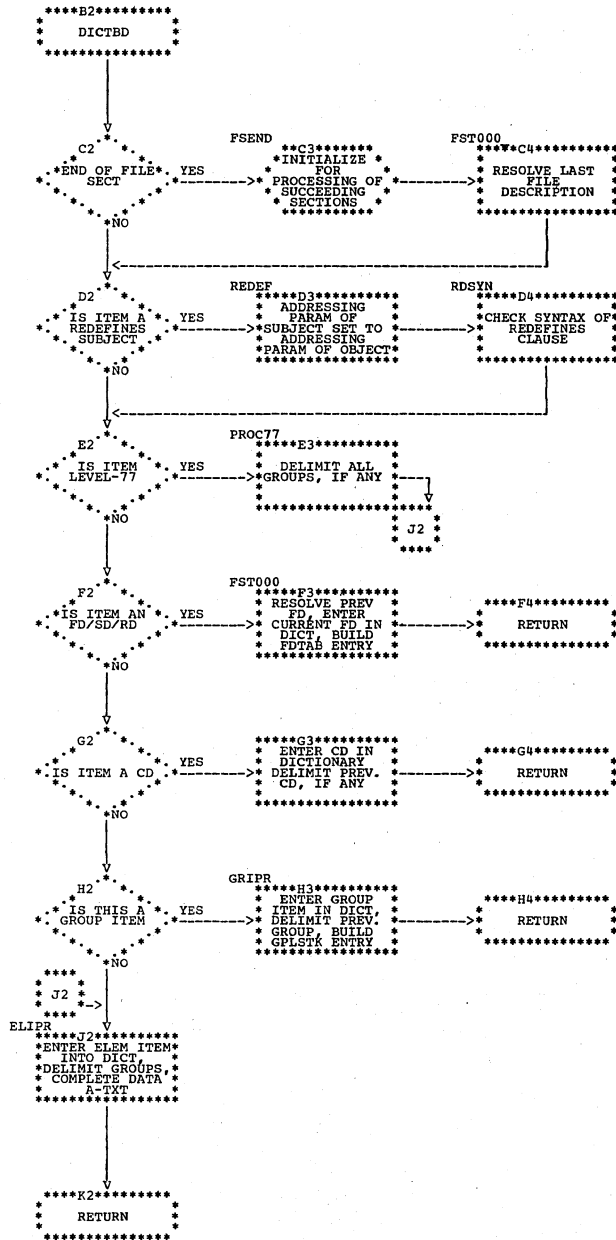 B2
DICTBD
C2
END OF FILE
SECT
YES
NO
FSEND
C3
INITIALIZE
FOR
PROCESSING OF
SUCCEEDING
SECTIONS
FST000
C4
RESOLVE LAST
FILE
DESCRIPTION
D2
IS ITEM A
REDEFINES
SUBJECT
YES
NO
REDEF
D3
ADDRESSING
PARAM OF
SUBJECT SET TO
ADDRESSING
PARAM OF OBJECT
RDSYN
D4
CHECK SYNTAX OF
REDEFINES
CLAUSE
E2
IS ITEM
LEVEL-77
YES
NO
PROC77
E3
DELIMIT ALL
GROUPS, IF ANY
J2
F2
IS ITEM AN
FD/SD/RD
YES
NO
FST000
F3
RESOLVE PREV
FD, ENTER
CURRENT FD IN
DICT, BUILD
FDTAB ENTRY
F4
RETURN
G2
IS ITEM A CD
YES
NO
G3
ENTER CD IN
DICTIONARY
DELIMIT PREV.
CD, IF ANY
G4
RETURN
H2
IS THIS A
GROUP ITEM
YES
NO
GRIPR
H3
ENTER GROUP
ITEM IN DICT,
DELIMIT PREV.
GROUP, BUILD
GPLSTK ENTRY
H4
RETURN
J2
ELIPR
J2
ENTER ELEM ITEM
INTO DICT,
DELIMIT GROUPS,
COMPLETE DATA
A-TXT
K2
RETURN